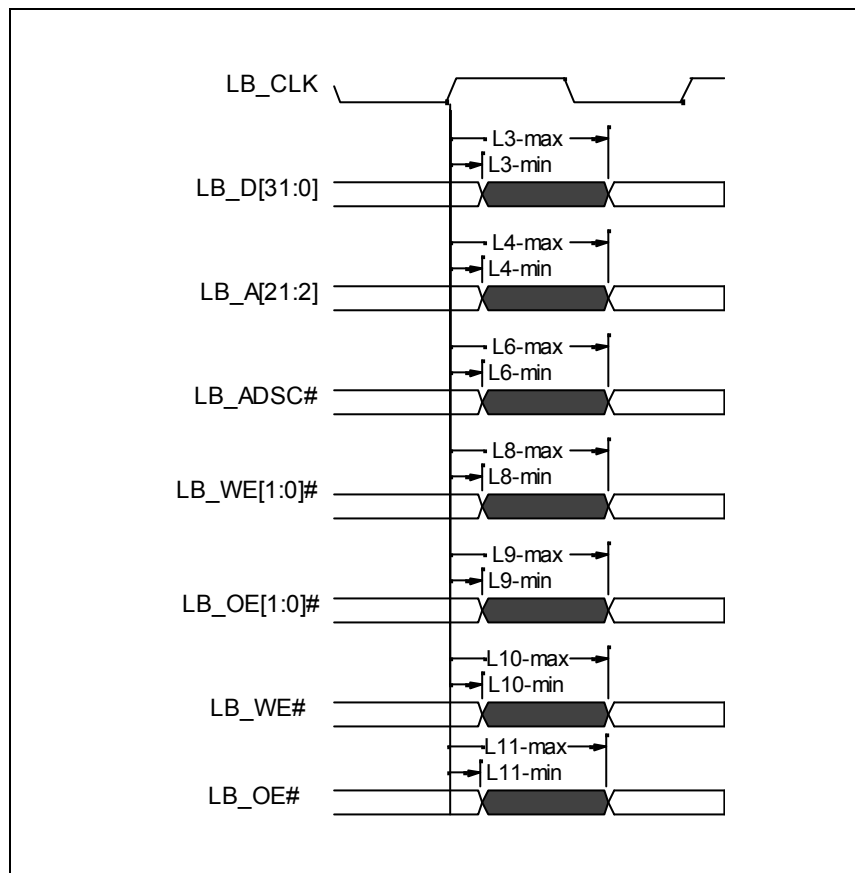 LB_CLK
L3-max
L3-min
LB_D[31:0]
L4-max
L4-min
LB_A[21:2]
L6-max
L6-min
LB_ADSC#
L8-max
L8-min
LB_WE[1:0]#
L9-max
L9-min
LB_OE[1:0]#
L10-max
L10-min
LB_WE#
L11-max
L11-min
LB_OE#